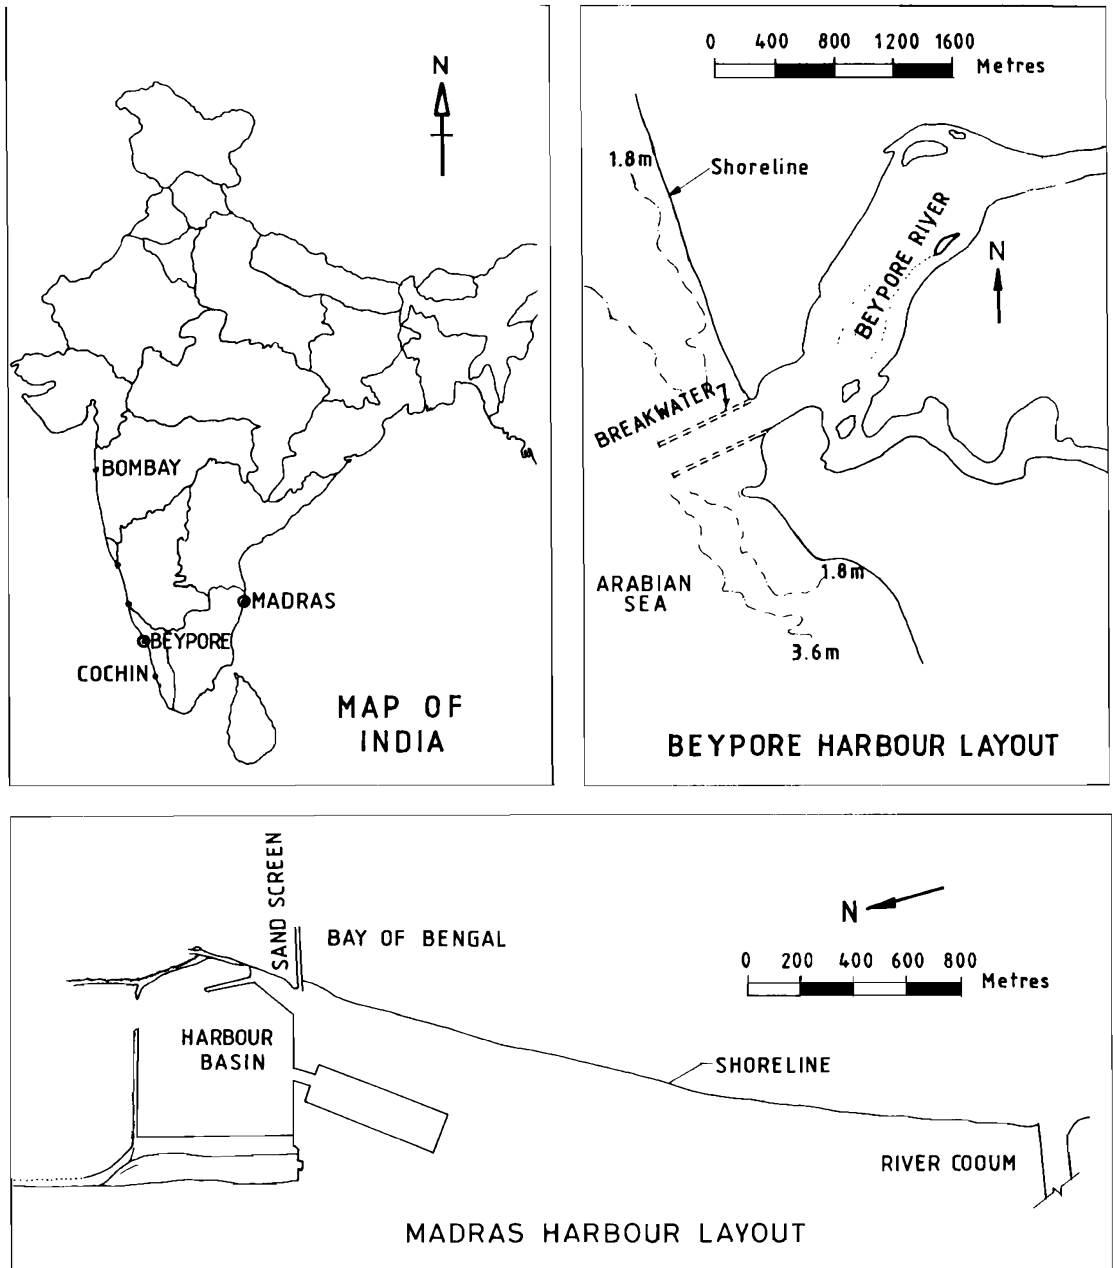 N
BOMBAY
MADRAS
BEYPORE
COCHIN
MAP OF
INDIA
0 400 800 1200 1600
Metres
1.8m
Shoreline
BEYPORE RIVER
N
BREAKWATER
ARABIAN
SEA
1.8m
3.6m
BEYPORE HARBOUR LAYOUT
SAND SCREEN
BAY OF BENGAL
N
0 200 400 600 800
Metres
HARBOUR
BASIN
SHORELINE
RIVER COOUM
MADRAS HARBOUR LAYOUT